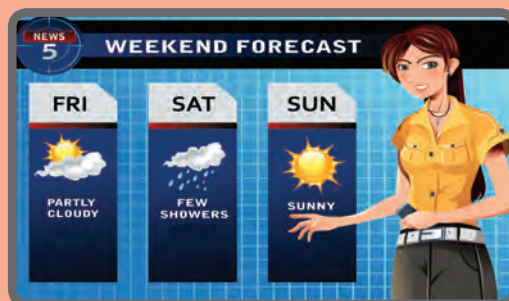 NEWS
5
WEEKEND FORECAST
FRI
SAT
SUN
PARTLY
CLOUDY
FEW
SHOWERS
SUNNY